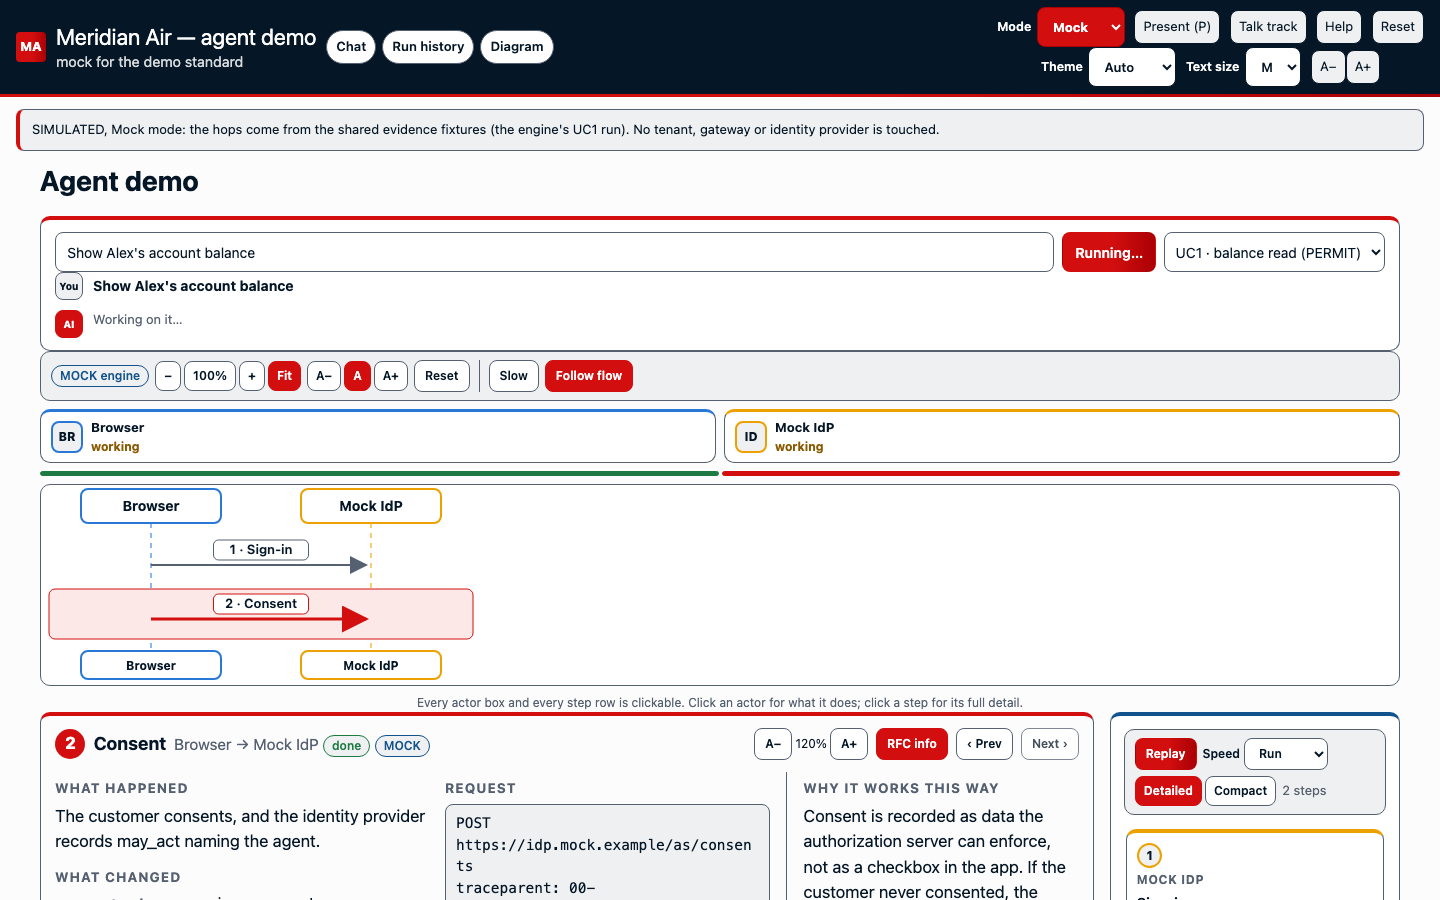 MA
Meridian Air — agent demo
mock for the demo standard
Chat
Run history
Diagram
Mode
Mock
Present (P)
Talk track
Help
Reset
Theme
Auto
Text size
M
A−
A+
SIMULATED, Mock mode: the hops come from the shared evidence fixtures (the engine's UC1 run). No tenant, gateway or identity provider is touched.
Agent demo
Show Alex's account balance
Running...
UC1 · balance read (PERMIT)
You
Show Alex's account balance
AI
Working on it...
MOCK engine
−
100%
+
Fit
A−
A
A+
Reset
Slow
Follow flow
BR
Browser
working
ID
Mock IdP
working
Browser
Mock IdP
1 · Sign-in
2 · Consent
Browser
Mock IdP
Every actor box and every step row is clickable. Click an actor for what it does; click a step for its full detail.
2
Consent
Browser → Mock IdP
done
MOCK
A−
120%
A+
RFC info
‹ Prev
Next ›
WHAT HAPPENED
The customer consents, and the identity provider
records may_act naming the agent.
WHAT CHANGED
REQUEST
POST
https://idp.mock.example/as/consen
ts
traceparent: 00−
WHY IT WORKS THIS WAY
Consent is recorded as data the
authorization server can enforce,
not as a checkbox in the app. If the
customer never consented, the
Replay
Speed
Run
Detailed
Compact
2 steps
1
MOCK IDP